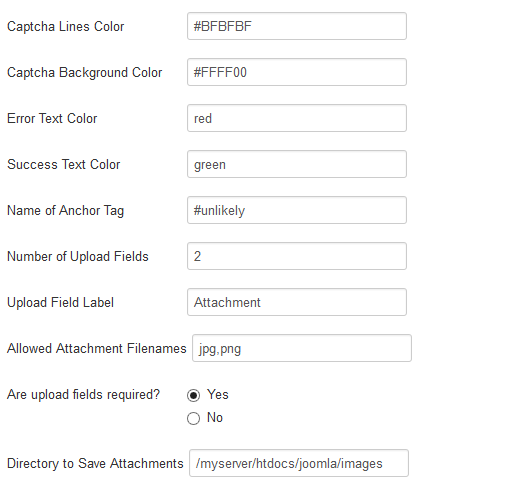 Captcha Lines Color #BFBFBF
Captcha Background Color #FFFF00
Error Text Color red
Success Text Color green
Name of Anchor Tag #unlikely
Number of Upload Fields 2
Upload Field Label Attachment
Allowed Attachment Filenames jpg,png
Are upload fields required? Yes
No
Directory to Save Attachments /myserver/htdocs/joomla/images